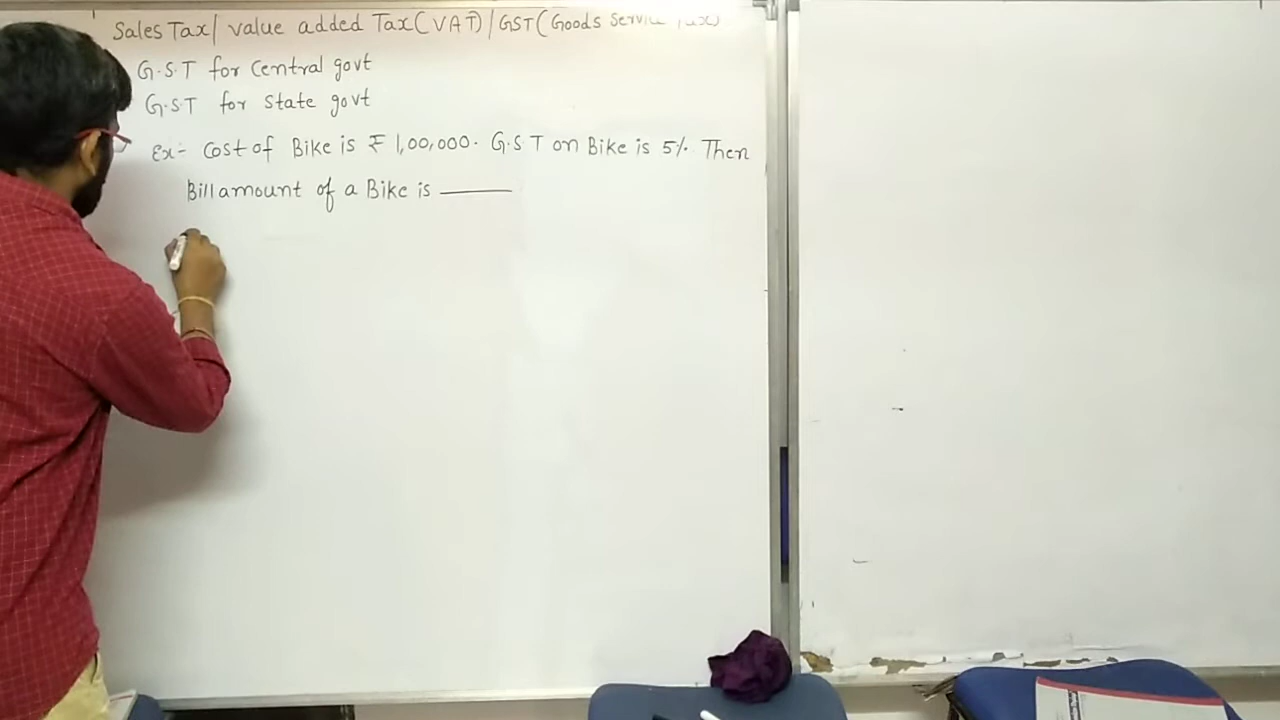 Sales Tax/ value added Tax(VAT)/GST(Goods Service Tax)
G.S.T for Central govt
G.S.T for state govt
Ex:- Cost of Bike is ₹ 1,00,000. G.S.T on Bike is 5%. Then
Bill amount of a Bike is ______